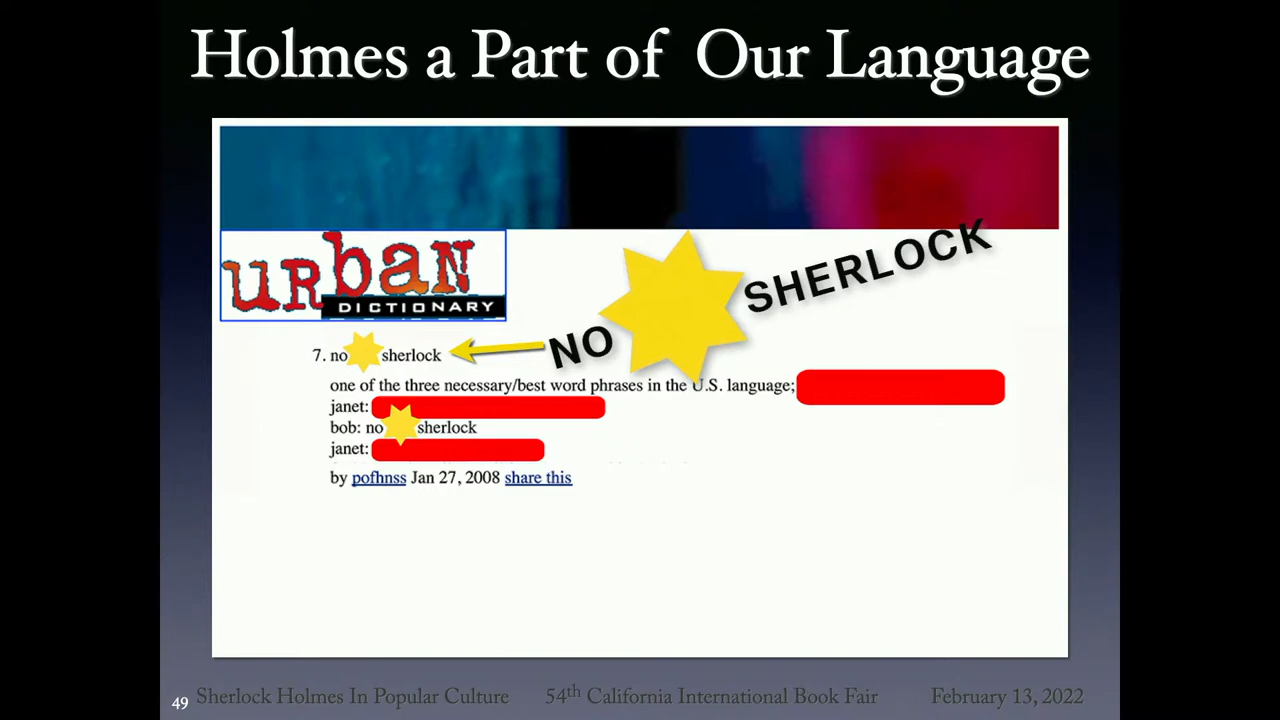 Holmes a Part of Our Language
urban
DICTIONARY
NO SHERLOCK
7. no sherlock
one of the three necessary/best word phrases in the U.S. language;
janet:
bob: no sherlock
janet:
by pofhnss Jan 27, 2008 share this
49 Sherlock Holmes In Popular Culture 54th California International Book Fair February 13, 2022